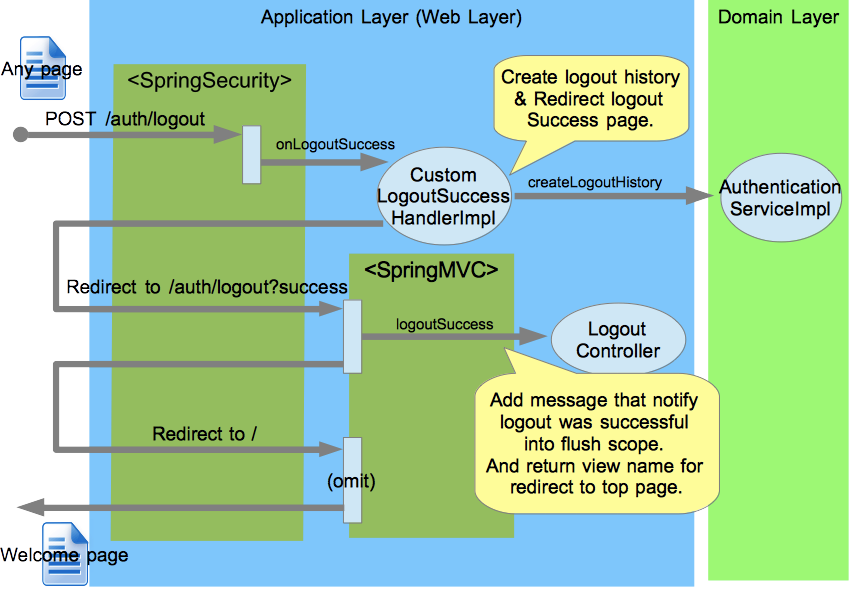 Application Layer (Web Layer)
Domain Layer
Any page
<SpringSecurity>
Create logout history
& Redirect logout
Success page.
POST /auth/logout
onLogoutSuccess
Custom
LogoutSuccess
HandlerImpl
createLogoutHistory
Authentication
ServiceImpl
<SpringMVC>
Redirect to /auth/logout?success
logoutSuccess
Logout
Controller
Add message that notify
logout was successful
into flush scope.
And return view name for
redirect to top page.
Redirect to /
(omit)
Welcome page